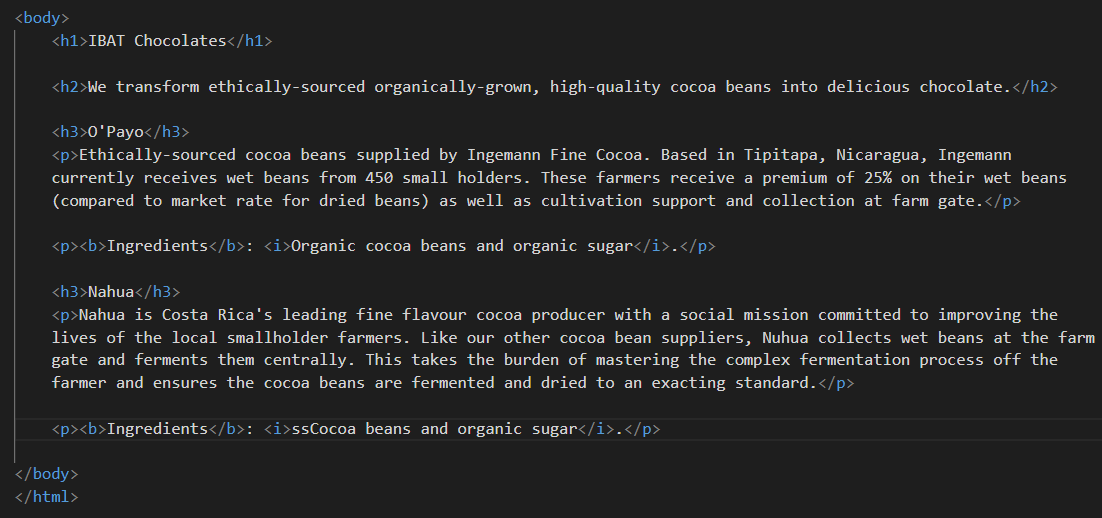 <body>
<h1>IBAT Chocolates</h1>
<h2>We transform ethically-sourced organically-grown, high-quality cocoa beans into delicious chocolate.</h2>
<h3>O'Payo</h3>
<p>Ethically-sourced cocoa beans supplied by Ingemann Fine Cocoa. Based in Tipitapa, Nicaragua, Ingemann
currently receives wet beans from 450 small holders. These farmers receive a premium of 25% on their wet beans
(compared to market rate for dried beans) as well as cultivation support and collection at farm gate.</p>
<p><b>Ingredients</b>: <i>Organic cocoa beans and organic sugar</i>.</p>
<h3>Nahua</h3>
<p>Nahua is Costa Rica's leading fine flavour cocoa producer with a social mission committed to improving the
lives of the local smallholder farmers. Like our other cocoa bean suppliers, Nuhua collects wet beans at the farm
gate and ferments them centrally. This takes the burden of mastering the complex fermentation process off the
farmer and ensures the cocoa beans are fermented and dried to an exacting standard.</p>
<p><b>Ingredients</b>: <i>ssCocoa beans and organic sugar</i>.</p>
</body>
</html>